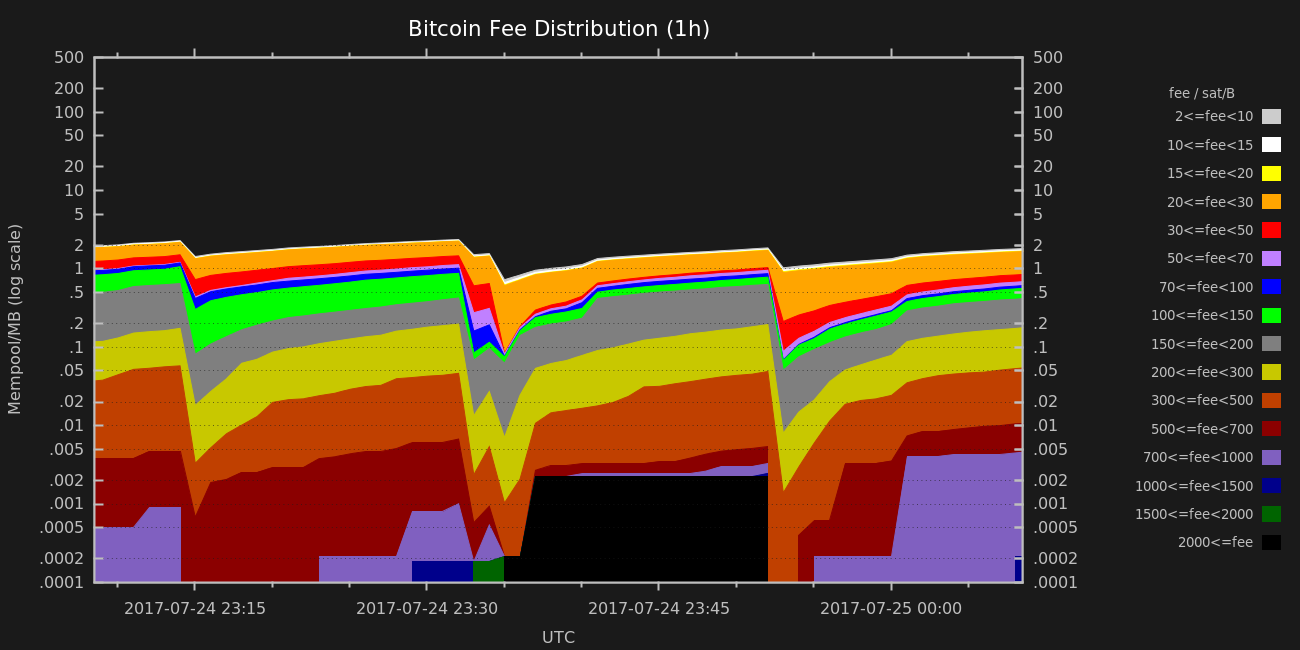 Bitcoin Fee Distribution (1h)
Mempool/MB (log scale)
500
200
100
50
20
10
5
2
1
.5
.2
.1
.05
.02
.01
.005
.002
.001
.0005
.0002
.0001
500
200
100
50
20
10
5
2
1
.5
.2
.1
.05
.02
.01
.005
.002
.001
.0005
.0002
.0001
2017-07-24 23:15
2017-07-24 23:30
2017-07-24 23:45
2017-07-25 00:00
UTC
fee / sat/B
2<=fee<10
10<=fee<15
15<=fee<20
20<=fee<30
30<=fee<50
50<=fee<70
70<=fee<100
100<=fee<150
150<=fee<200
200<=fee<300
300<=fee<500
500<=fee<700
700<=fee<1000
1000<=fee<1500
1500<=fee<2000
2000<=fee